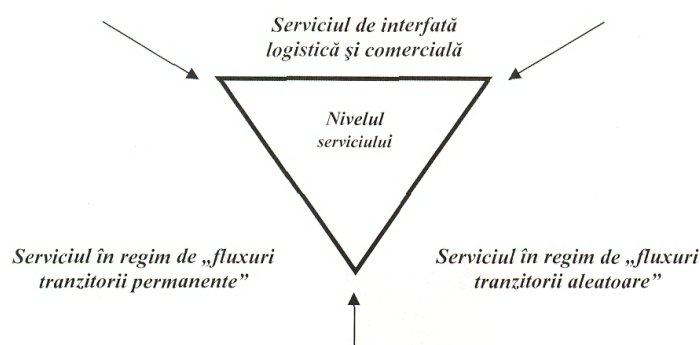 Serviciul de interfată
logistică şi comercială
Nivelul
serviciului
Serviciul în regim de „fluxuri
tranzitorii permanente”
Serviciul în regim de „fluxuri
tranzitorii aleatoare”